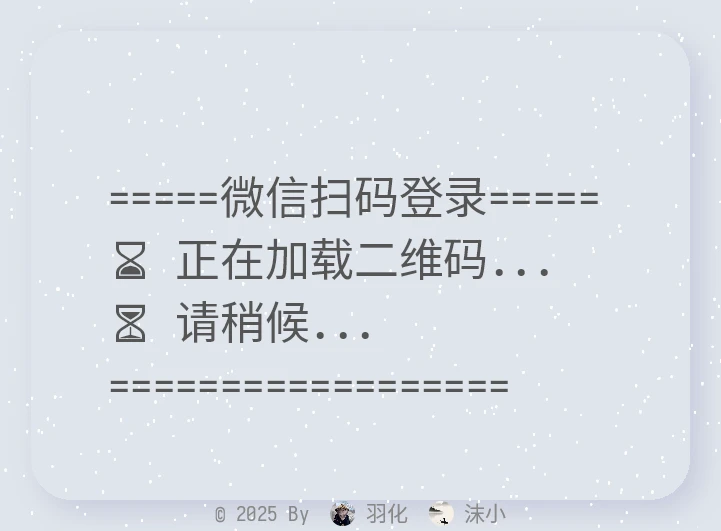 =====微信扫码登录=====
⌛ 正在加载二维码...
⏳ 请稍候...
==================
© 2025 By 羽化 沫小